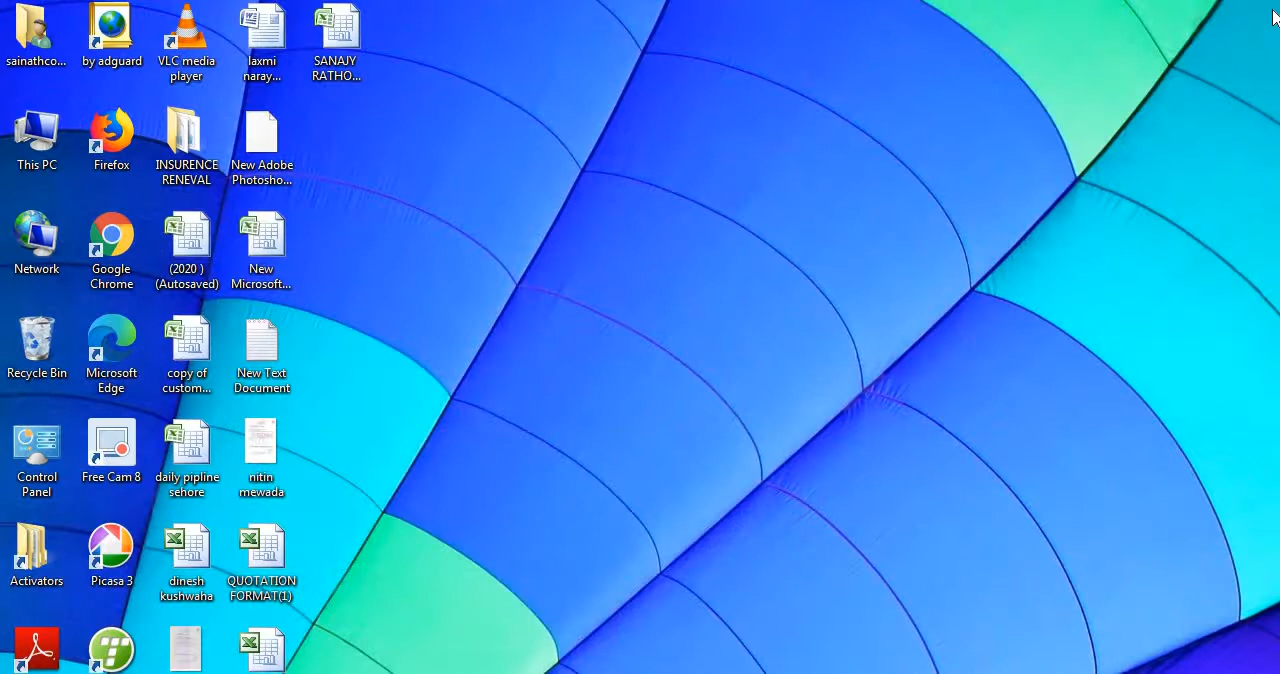 sainathco...
by adguard
VLC media
player
laxmi
naray...
SANAJY
RATHO...
This PC
Firefox
INSURENCE
RENEVAL
New Adobe
Photosho...
Network
Google
Chrome
(2020 )
(Autosaved)
New
Microsoft...
Recycle Bin
Microsoft
Edge
copy of
custom...
New Text
Document
Control
Panel
Free Cam 8
daily pipline
sehore
nitin
mewada
Activators
Picasa 3
dinesh
kushwaha
QUOTATION
FORMAT(1)